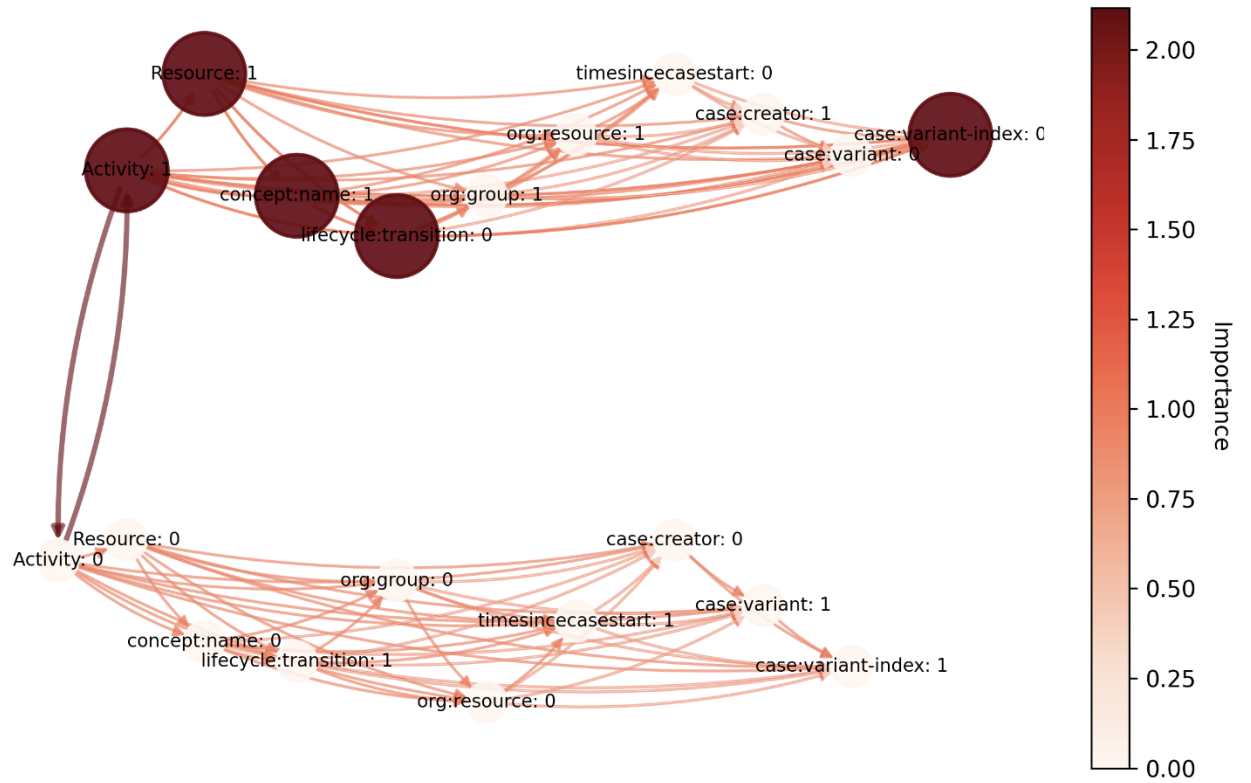 Resource: 1
timesincecasestart: 0
case:creator: 1
org:resource: 1
case:variant-index: 0
case:variant: 0
Activity: 1
concept:name: 1
org:group: 1
lifecycle:transition: 0
Resource: 0
case:creator: 0
Activity: 0
org:group: 0
case:variant: 1
timesincecasestart: 1
concept:name: 0
lifecycle:transition: 1
case:variant-index: 1
org:resource: 0
2.00
1.75
1.50
1.25
1.00
0.75
0.50
0.25
0.00
Importance